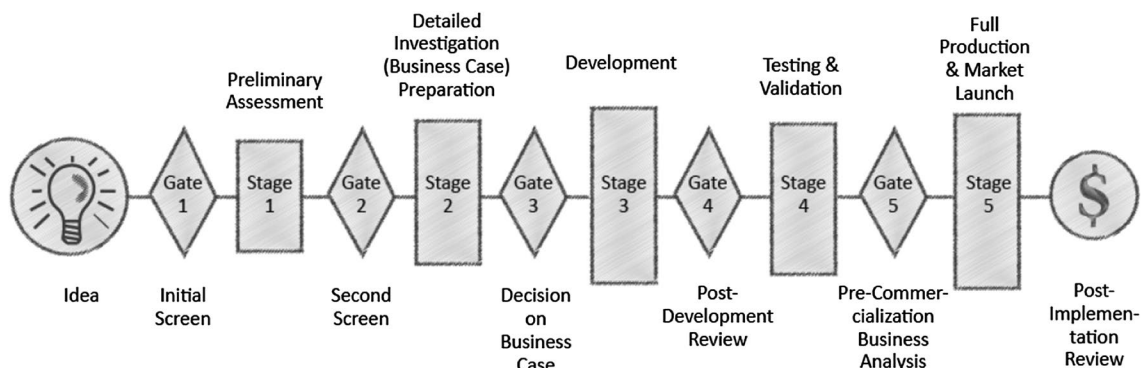 Detailed
Investigation
(Business Case)
Preparation
Full
Production
& Market
Launch
Preliminary
Assessment
Development
Testing &
Validation
Gate
1
Stage
1
Gate
2
Stage
2
Gate
3
Stage
3
Gate
4
Stage
4
Gate
5
Stage
5
$
Idea
Initial
Screen
Second
Screen
Decision
on
Business
Case
Post-
Development
Review
Pre-Commer-
cialization
Business
Analysis
Post-
Implemen-
tation
Review